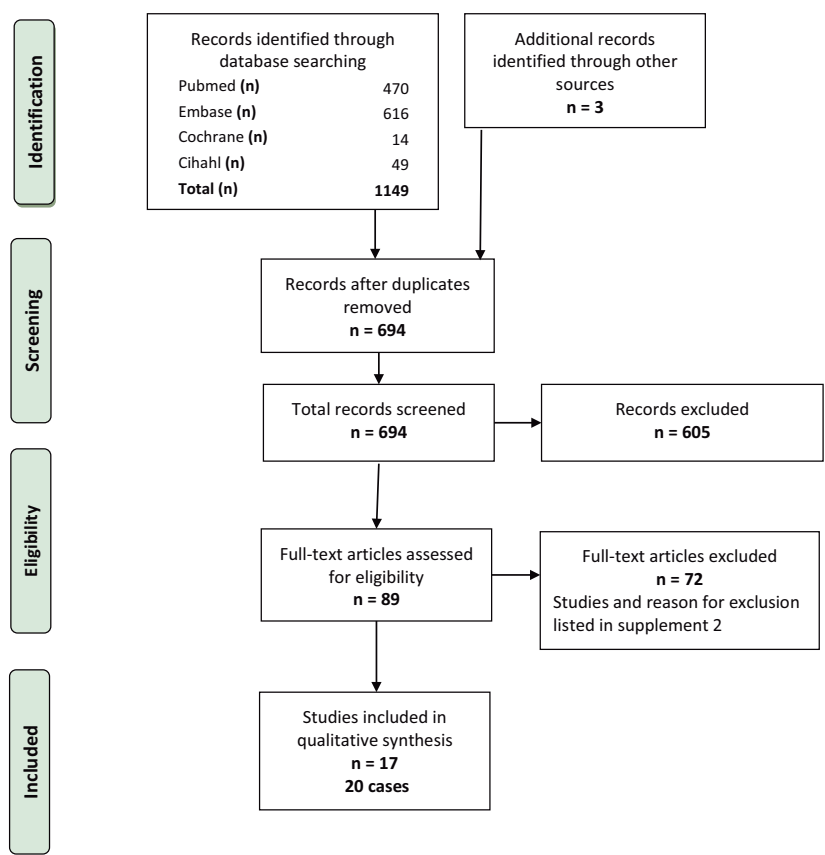 Identification
Records identified through
database searching
Pubmed (n) 470
Embase (n) 616
Cochrane (n) 14
Cihahl (n) 49
Total (n) 1149
Additional records
identified through other
sources
n = 3
Screening
Records after duplicates
removed
n = 694
Total records screened
n = 694
Records excluded
n = 605
Eligibility
Full-text articles assessed
for eligibility
n = 89
Full-text articles excluded
n = 72
Studies and reason for exclusion
listed in supplement 2
Included
Studies included in
qualitative synthesis
n = 17
20 cases